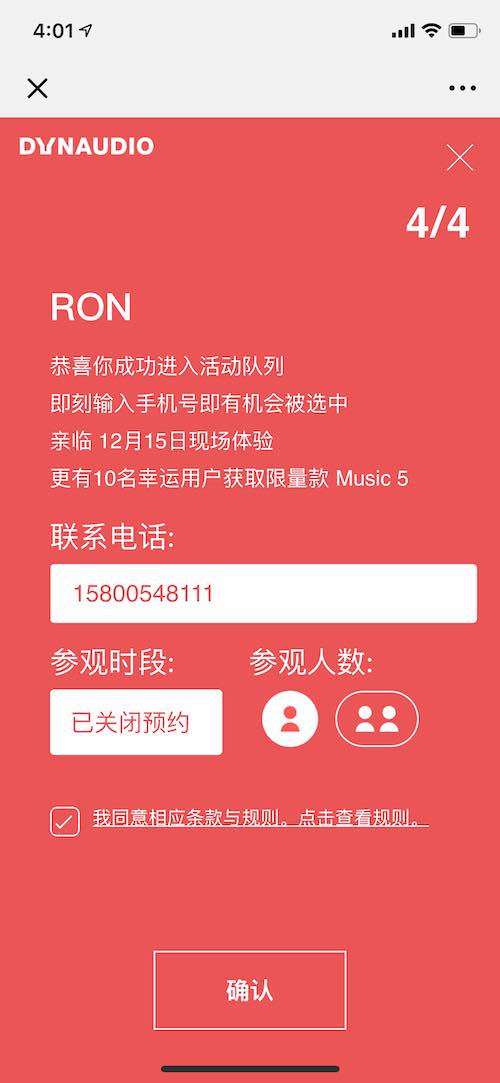 4:01
DYNAUDIO
4/4
RON
恭喜你成功进入活动队列
即刻输入手机号即有机会被选中
亲临 12月15日现场体验
更有10名幸运用户获取限量款 Music 5
联系电话:
15800548111
参观时段: 参观人数:
已关闭预约
我同意相应条款与规则。点击查看规则。
确认